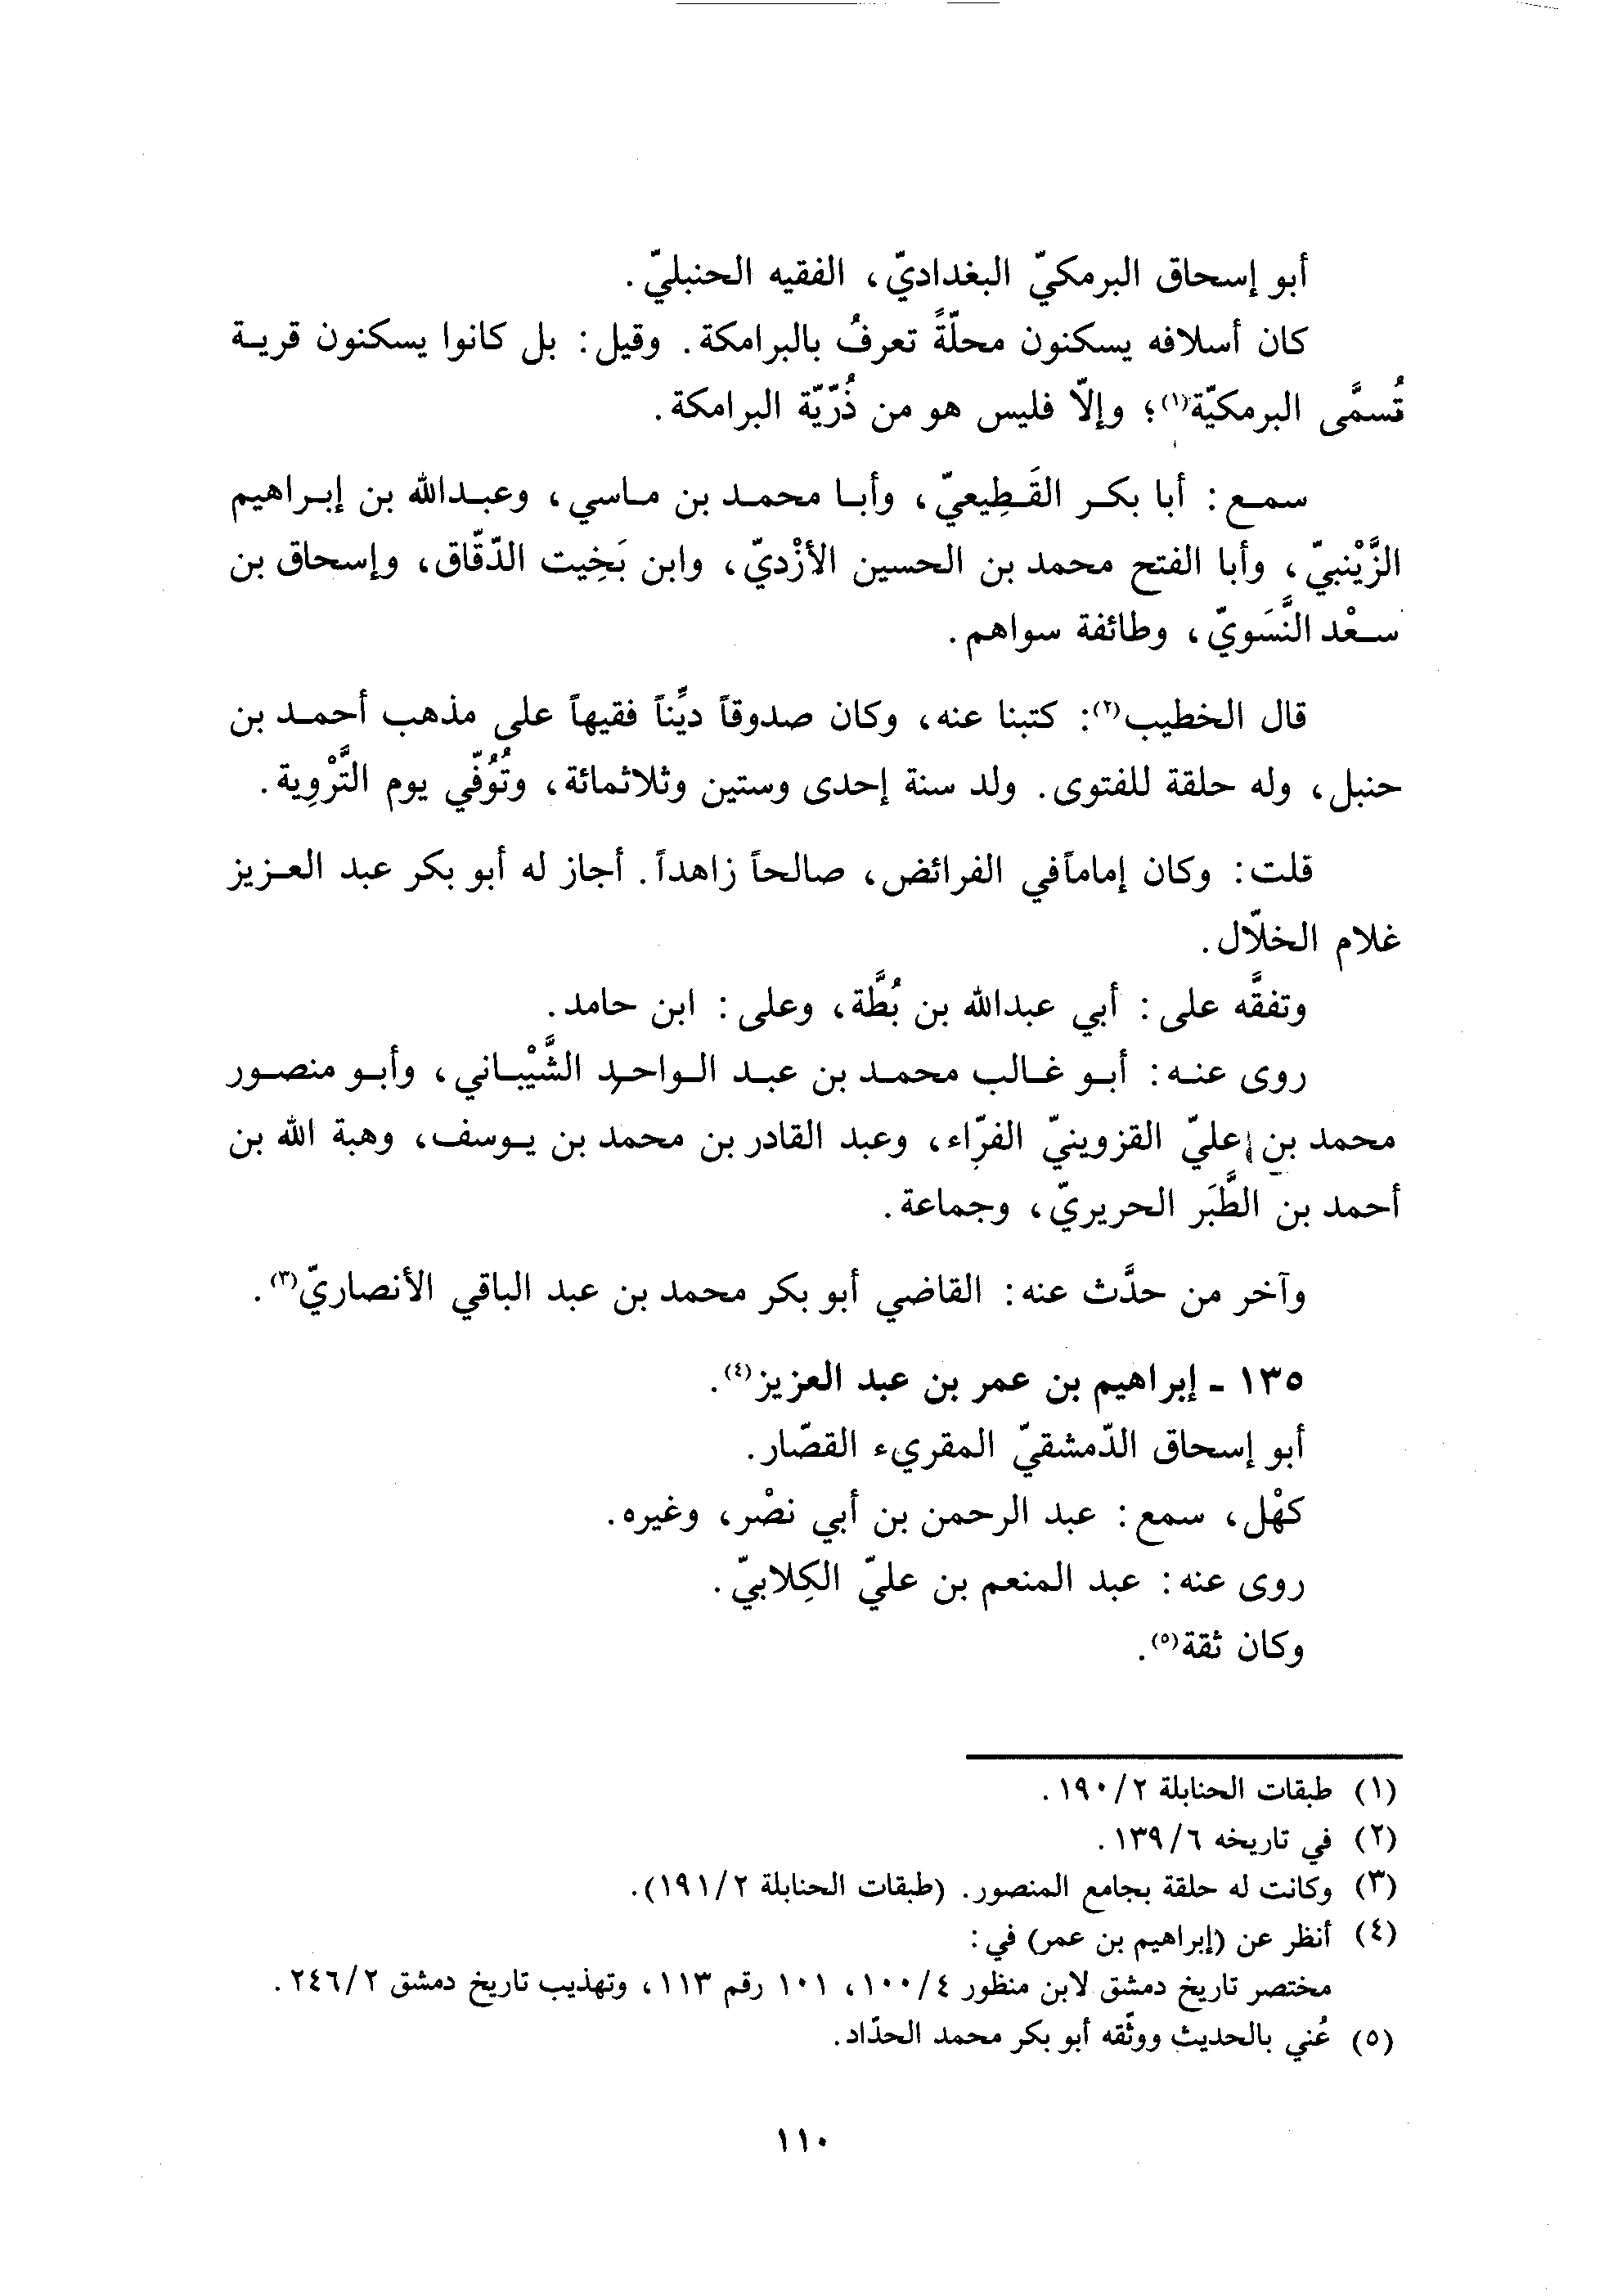 أبو إسحاق البرمكيّ البغداديّ، الفقيه الحنبليّ.
كان أسلافه يسكنون محلّةً تعرفُ بالبرامكة. وقيل: بل كانوا يسكنون قرية
تُسمَّى البرمكيّة(١)؛ وإلّا فليس هو من ذُرّيّة البرامكة.
سمع: أبا بكر القَطِيعيّ، وأبا محمد بن ماسي، وعبدالله بن إبراهيم
الزَّيْنبيّ، وأبا الفتح محمد بن الحسين الأزْديّ، وابن بَخِيت الدّقّاق، وإسحاق بن
سعْد النَّسَويّ، وطائفة سواهم.
قال الخطيب(٢): كتبنا عنه، وكان صدوقاً ديِّناً فقيهاً على مذهب أحمد بن
حنبل، وله حلقة للفتوى. ولد سنة إحدى وستين وثلاثمائة، وتُوُفّي يوم التَّرْوِية.
قلت: وكان إماماً في الفرائض، صالحاً زاهداً. أجاز له أبو بكر عبد العزيز
غلام الخلّال.
وتفقَّه على: أبي عبدالله بن بُطَّة، وعلى: ابن حامد.
روى عنه: أبو غالب محمد بن عبد الواحد الشَّيْباني، وأبو منصور
محمد بن عليّ القزوينيّ الفرّاء، وعبد القادر بن محمد بن يوسف، وهبة الله بن
أحمد بن الطَّبَر الحريريّ، وجماعة.
وآخر من حدَّث عنه: القاضي أبو بكر محمد بن عبد الباقي الأنصاريّ(٣).
١٣٥ - إبراهيم بن عمر بن عبد العزيز(٤).
أبو إسحاق الدّمشقيّ المقريء القصّار.
كهْل، سمع: عبد الرحمن بن أبي نصْر، وغيره.
روى عنه: عبد المنعم بن عليّ الكِلابيّ.
وكان ثقة(٥).
(١) طبقات الحنابلة ١٩٠/٢.
(٢) في تاريخه ١٣٩/٦.
(٣) وكانت له حلقة بجامع المنصور. (طبقات الحنابلة ١٩١/٢).
(٤) أنظر عن (إبراهيم بن عمر) في:
مختصر تاريخ دمشق لابن منظور ١٠٠/٤، ١٠١ رقم ١١٣، وتهذيب تاريخ دمشق ٢٤٦/٢.
(٥) عُني بالحديث ووثّقه أبو بكر محمد الحدّاد.
١١٠